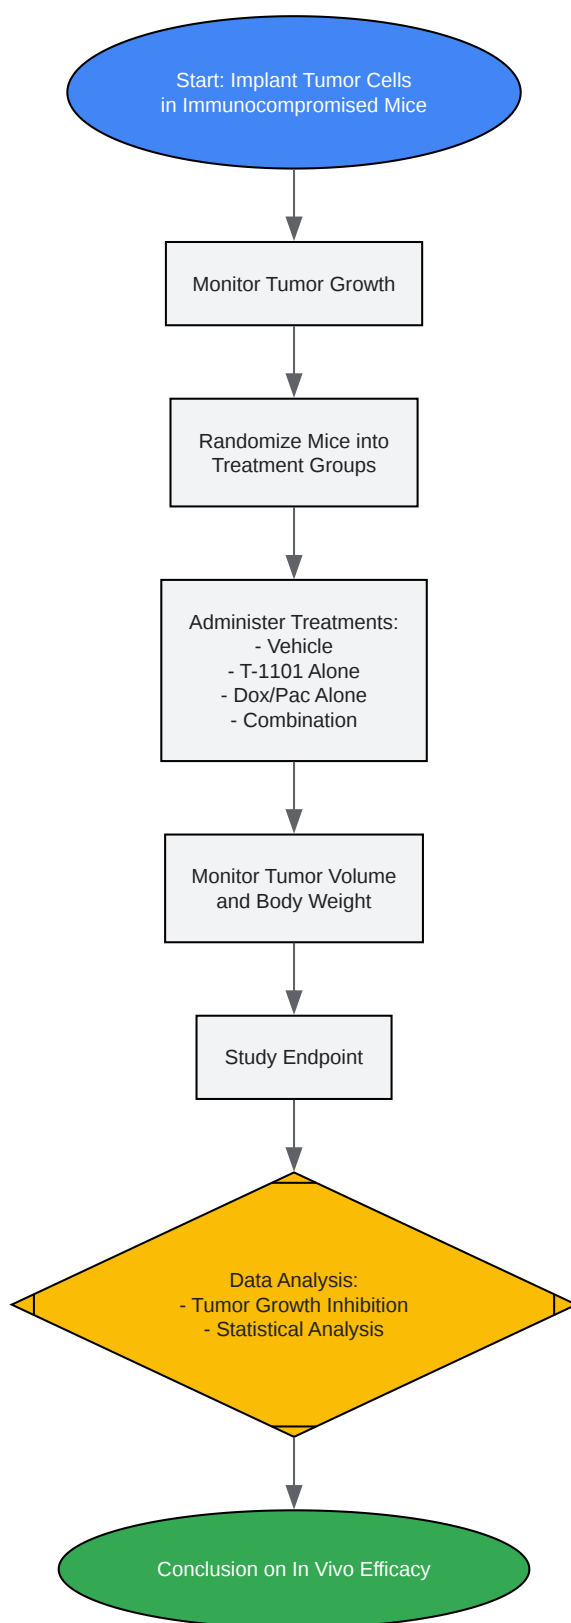 Start: Implant Tumor Cells
in Immunocompromised Mice
Monitor Tumor Growth
Randomize Mice into
Treatment Groups
Administer Treatments:
- Vehicle
- T-1101 Alone
- Dox/Pac Alone
- Combination
Monitor Tumor Volume
and Body Weight
Study Endpoint
Data Analysis:
- Tumor Growth Inhibition
- Statistical Analysis
Conclusion on In Vivo Efficacy